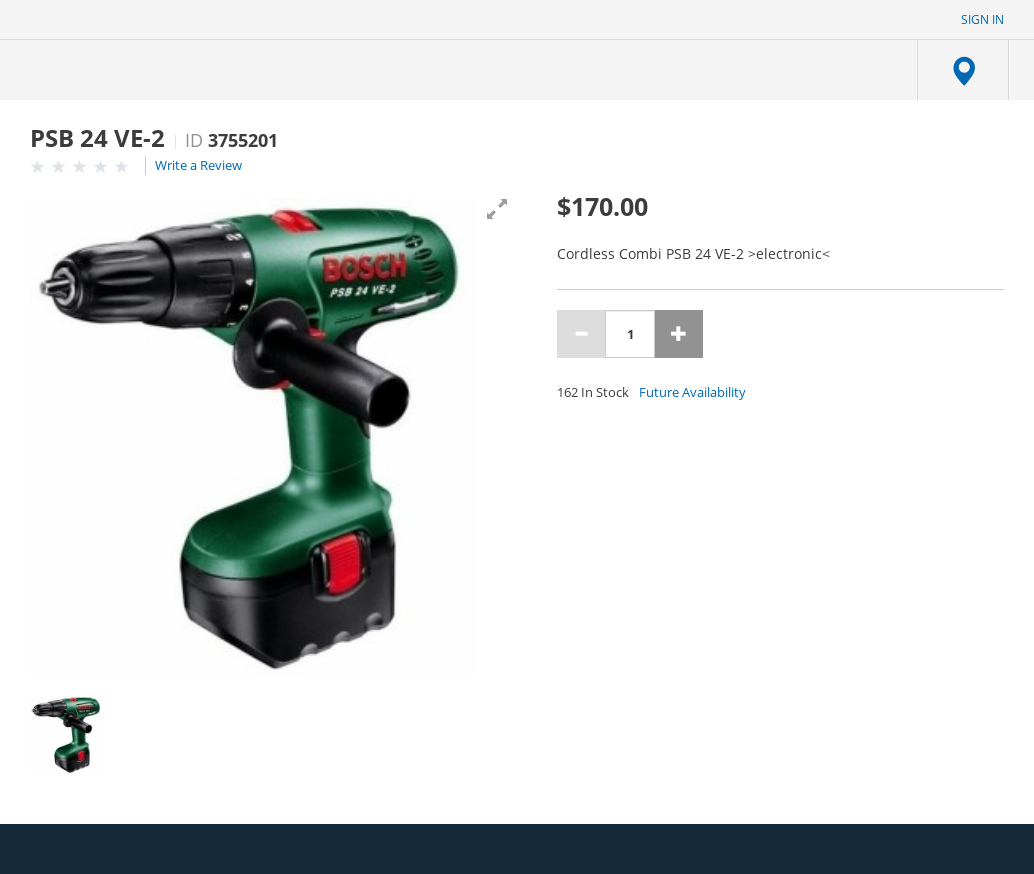 SIGN IN
PSB 24 VE-2 ID 3755201
Write a Review
$170.00
Cordless Combi PSB 24 VE-2 >electronic<
1
162 In Stock Future Availability
BOSCH
PSB 24 VE-2